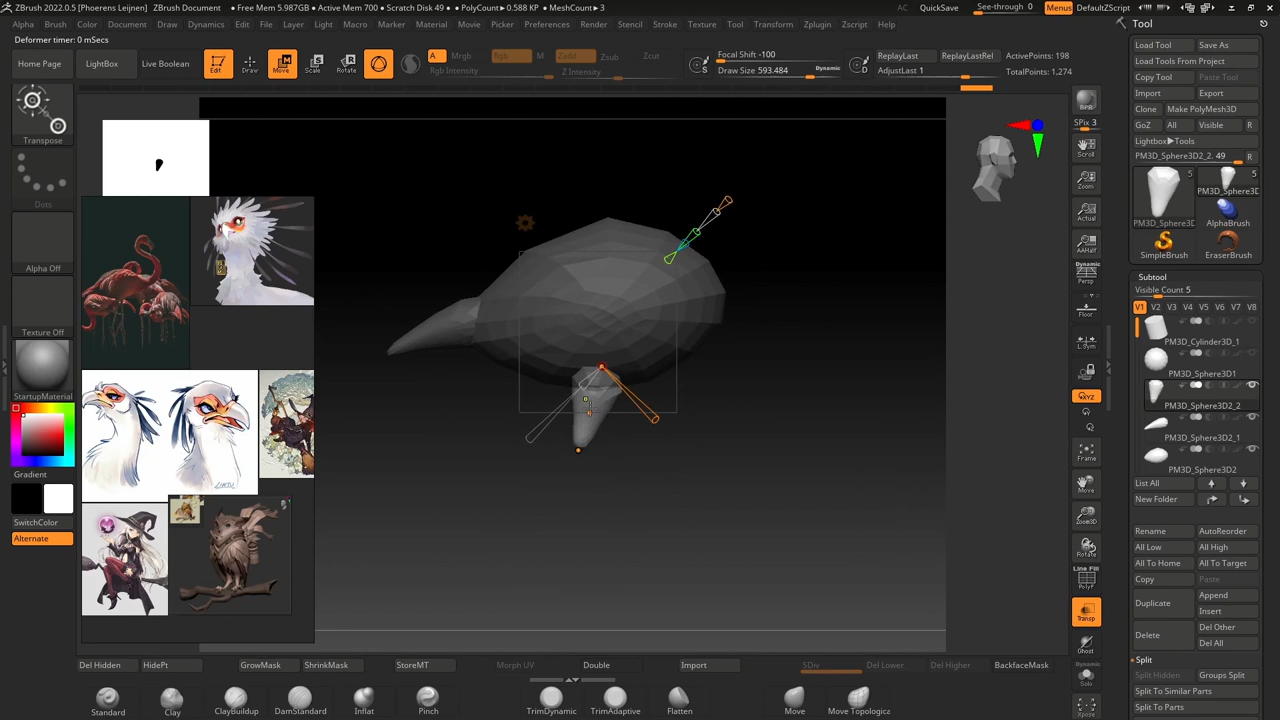 ZBrush 2022.0.5 [Phoerens Leijnen] ZBrush Document • Free Mem 5.987GB • Active Mem 700 • Scratch Disk 49 • PolyCount▸0.588 KP • MeshCount▸3 AC QuickSave See-through 0 Menus DefaultZScript
Alpha Brush Color Document Draw Dynamics Edit File Layer Light Macro Marker Material Movie Picker Preferences Render Stencil Stroke Texture Tool Transform Zplugin Zscript Help
Deformer timer: 0 mSecs
Home Page LightBox Live Boolean
Edit Draw Move Scale Rotate
A Mrgb Rgb M Zadd Zsub Zcut
Rgb Intensity Z Intensity
Focal Shift -100
Draw Size 593.484 Dynamic
S D
ReplayLast ReplayLastRel
AdjustLast 1
ActivePoints: 198
TotalPoints: 1,274
Transpose
Dots
Alpha Off
Texture Off
StartupMaterial
Gradient
SwitchColor
Alternate
BPR
SPix 3
Scroll
Zoom
Actual
AAHalf
Dynamic
Persp
Floor
L.Sym
XYZ
Frame
Move
Zoom3D
Rotate
Line Fill
PolyF
Transp
Ghost
Dynamic
Solo
Xpose
Tool
Load Tool Save As
Load Tools From Project
Copy Tool Paste Tool
Import Export
Clone Make PolyMesh3D
GoZ All Visible R
Lightbox▶Tools
PM3D_Sphere3D2_2. 49 R
5 5
PM3D_Sphere3D
PM3D_Sphere3D AlphaBrush
SimpleBrush EraserBrush
Subtool
Visible Count 5
V1 V2 V3 V4 V5 V6 V7 V8
PM3D_Cylinder3D_1
PM3D_Sphere3D1
PM3D_Sphere3D2_2
PM3D_Sphere3D2_1
PM3D_Sphere3D2
List All
New Folder
Rename AutoReorder
All Low All High
All To Home All To Target
Copy Paste
Duplicate Append
Insert
Delete Del Other
Del All
Split
Split Hidden Groups Split
Split To Similar Parts
Split To Parts
Del Hidden HidePt GrowMask ShrinkMask StoreMT Morph UV Double Import SDiv Del Lower Del Higher BackfaceMask
Standard Clay ClayBuildup DamStandard Inflat Pinch TrimDynamic TrimAdaptive Flatten Move Move Topologica